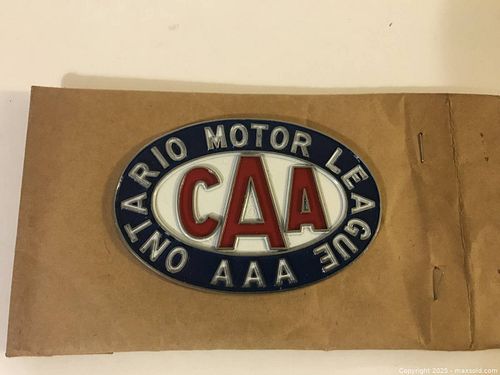 ONTARIO MOTOR LEAGUE
CAA
AAA
Copyright 2025 - maxsold.com